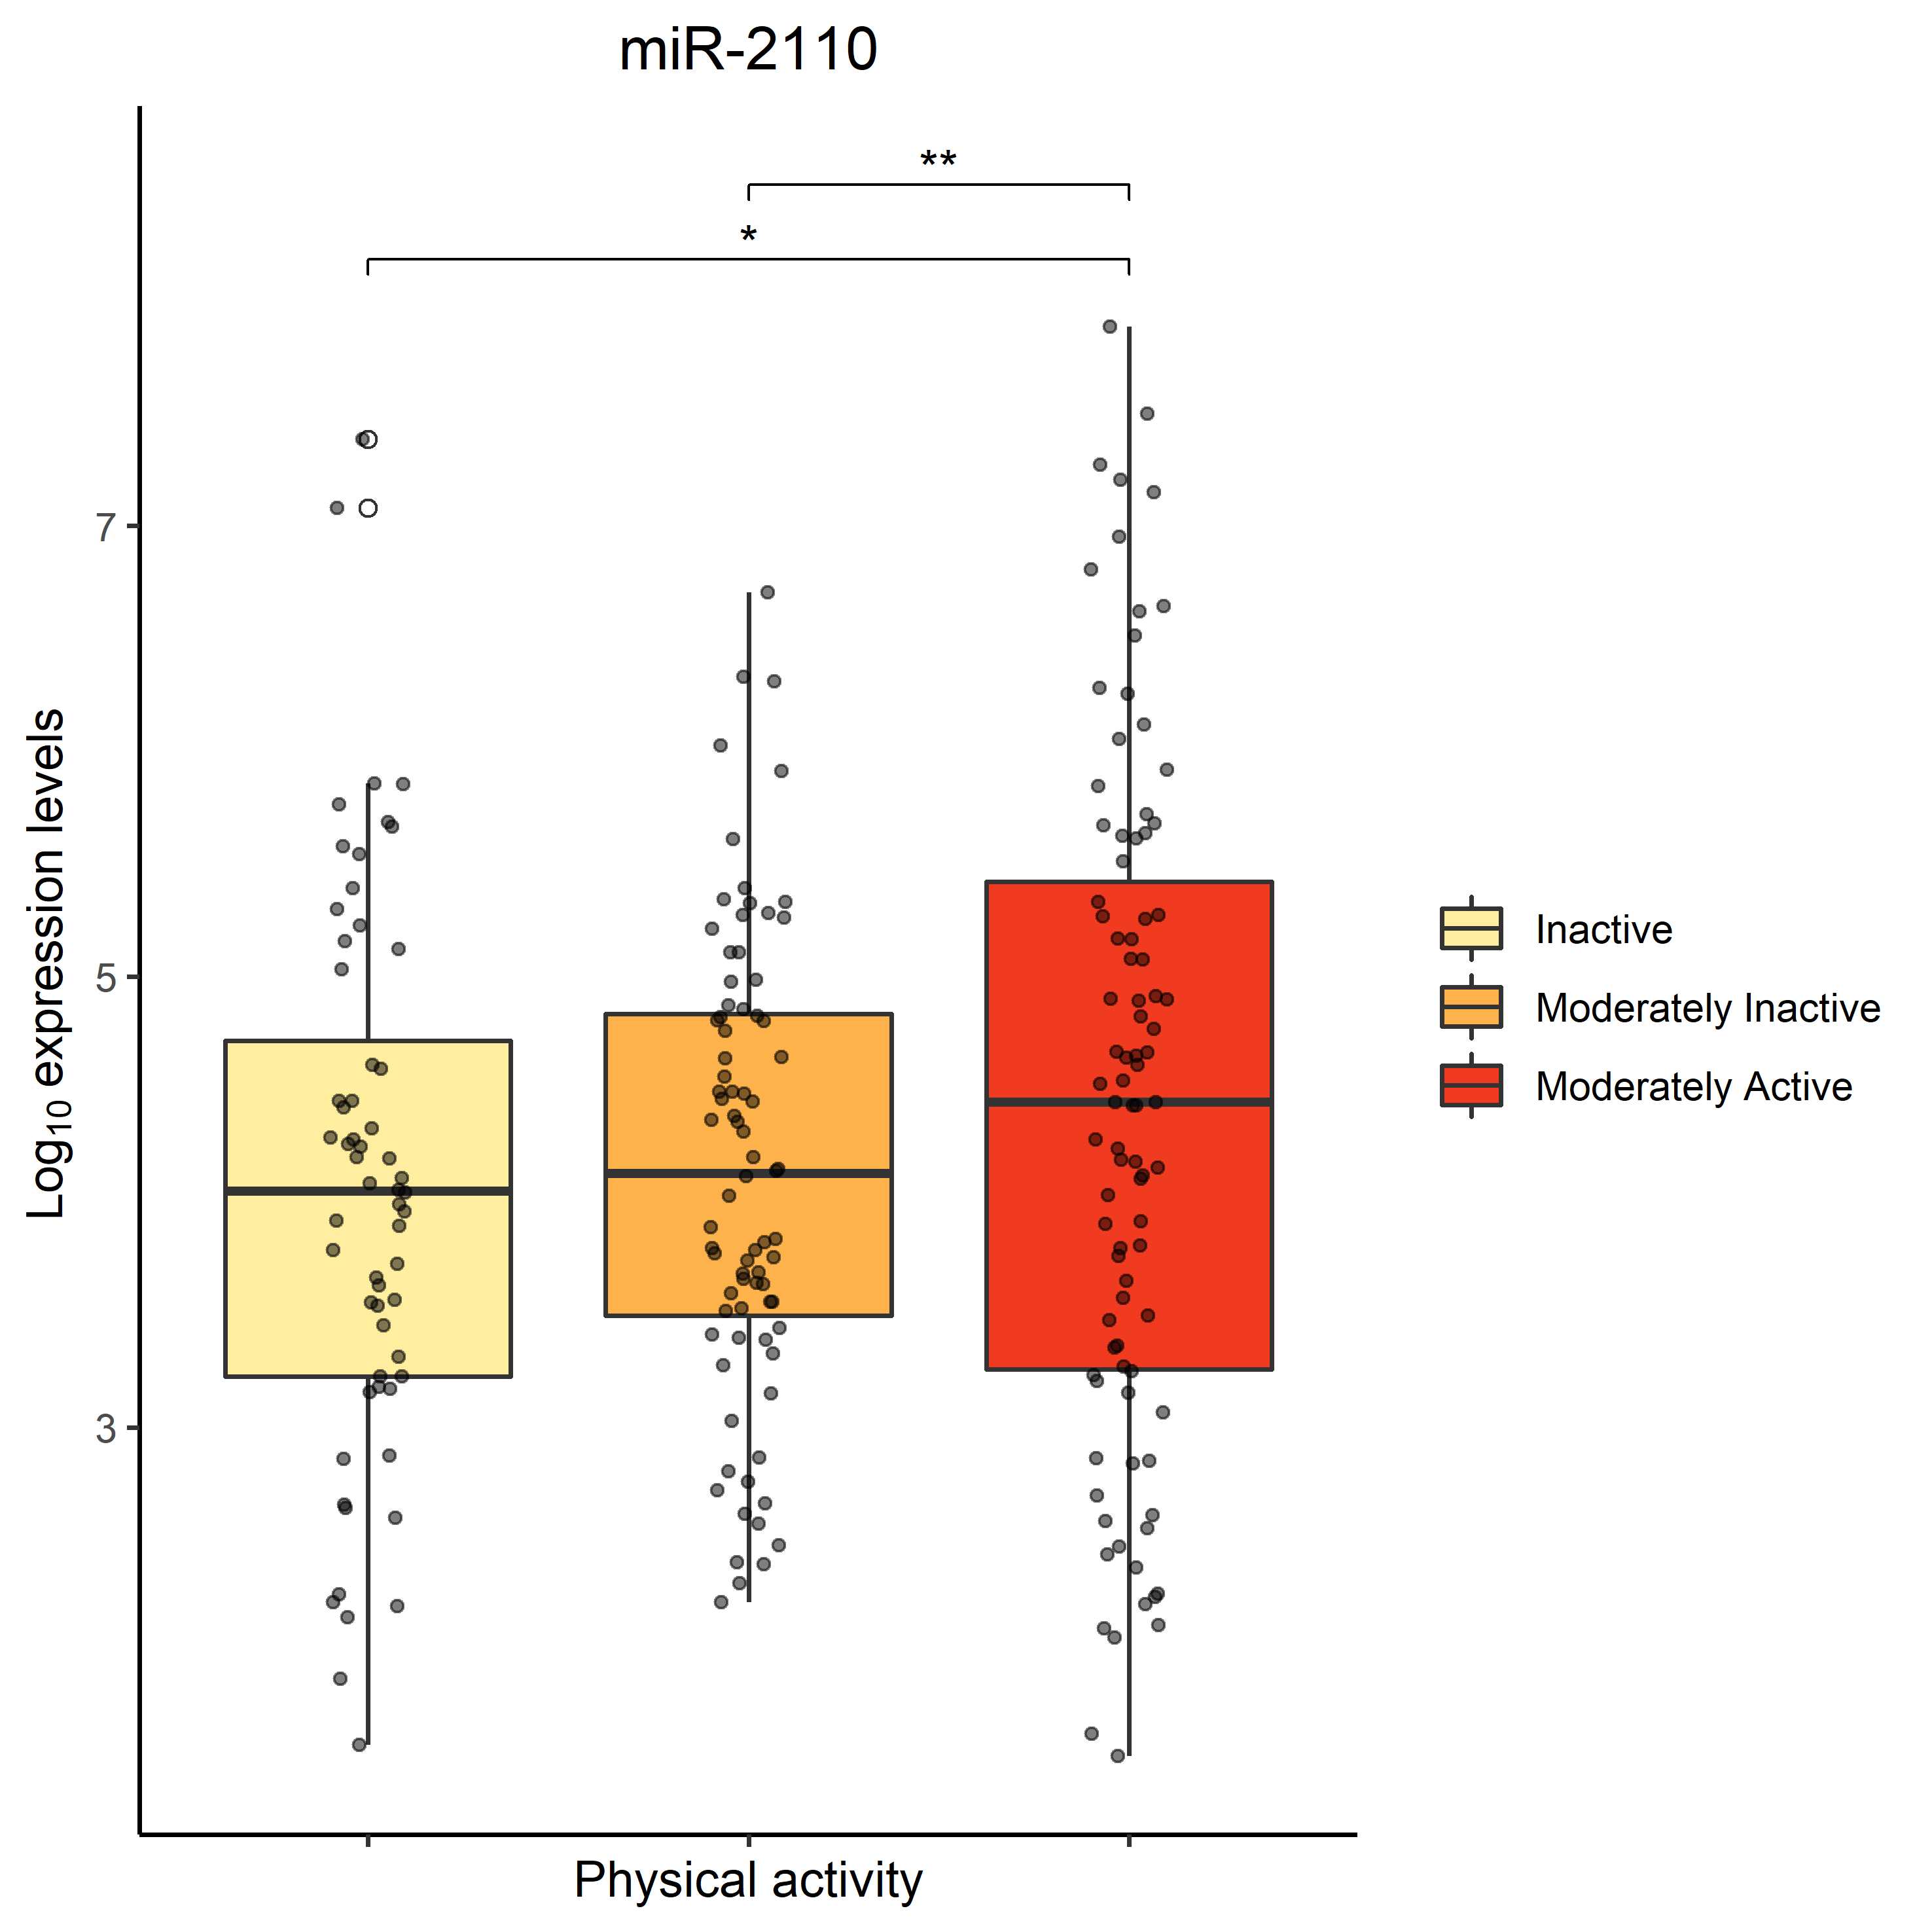 miR-2110
**
*
7
5
3
Log₁₀ expression levels
Physical activity
Inactive
Moderately Inactive
Moderately Active